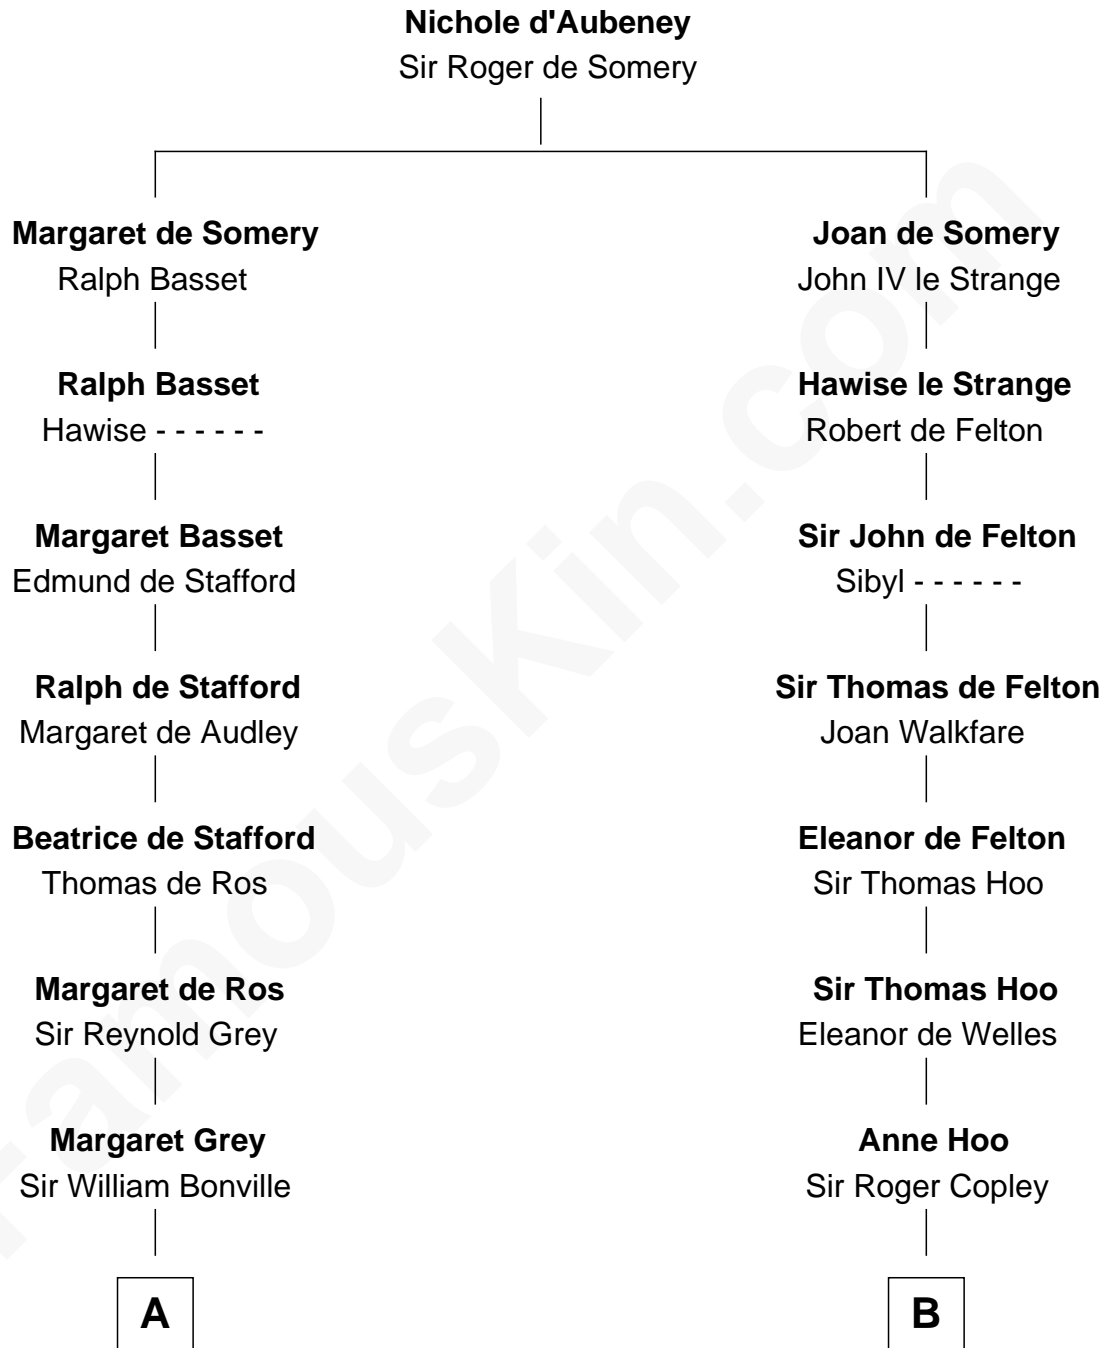 Nichole d'Aubeney
Sir Roger de Somery
Margaret de Somery
Ralph Basset
Joan de Somery
John IV le Strange
Ralph Basset
Hawise - - - - - -
Hawise le Strange
Robert de Felton
Margaret Basset
Edmund de Stafford
Sir John de Felton
Sibyl - - - - - -
Ralph de Stafford
Margaret de Audley
Sir Thomas de Felton
Joan Walkfare
Beatrice de Stafford
Thomas de Ros
Eleanor de Felton
Sir Thomas Hoo
Margaret de Ros
Sir Reynold Grey
Sir Thomas Hoo
Eleanor de Welles
Margaret Grey
Sir William Bonville
Anne Hoo
Sir Roger Copley
A
B
FamousKin.com